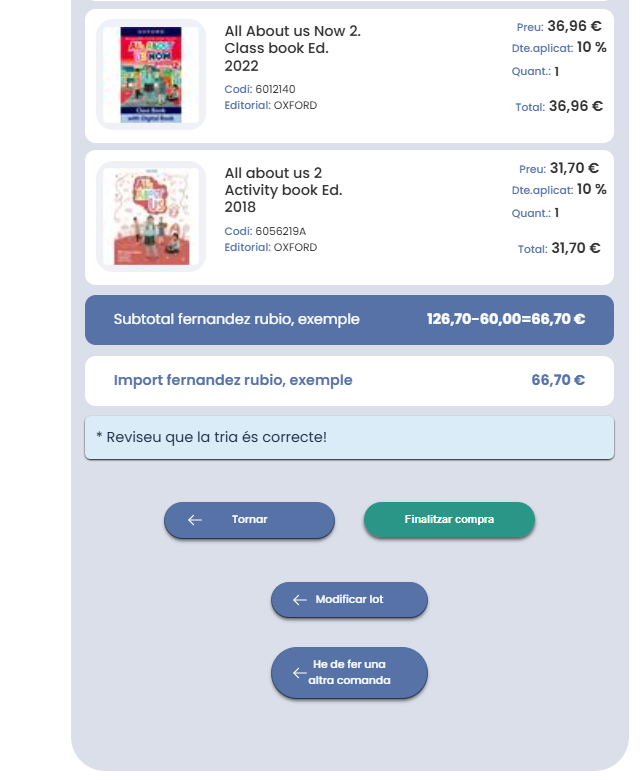 OXFORD
ALL ABOUT
US NOW
Class Book
with Digital Book
All About us Now 2.
Class book Ed.
2022
Codi: 6012140
Editorial: OXFORD
Preu: 36,96 €
Dte.aplicat: 10 %
Quant.: 1
Total: 36,96 €
ALL
ABOUT
US
All about us 2
Activity book Ed.
2018
Codi: 6056219A
Editorial: OXFORD
Preu: 31,70 €
Dte.aplicat: 10 %
Quant.: 1
Total: 31,70 €
Subtotal fernandez rubio, exemple 126,70-60,00=66,70 €
Import fernandez rubio, exemple 66,70 €
* Reviseu que la tria és correcte!
Tornar
Finalitzar compra
Modificar lot
He de fer una
altra comanda